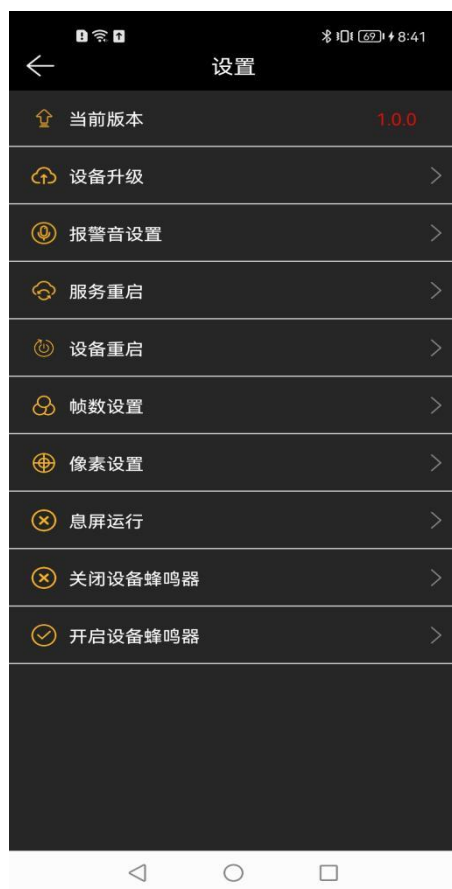 69 8:41
设置
当前版本 1.0.0
设备升级
报警音设置
服务重启
设备重启
帧数设置
像素设置
息屏运行
关闭设备蜂鸣器
开启设备蜂鸣器